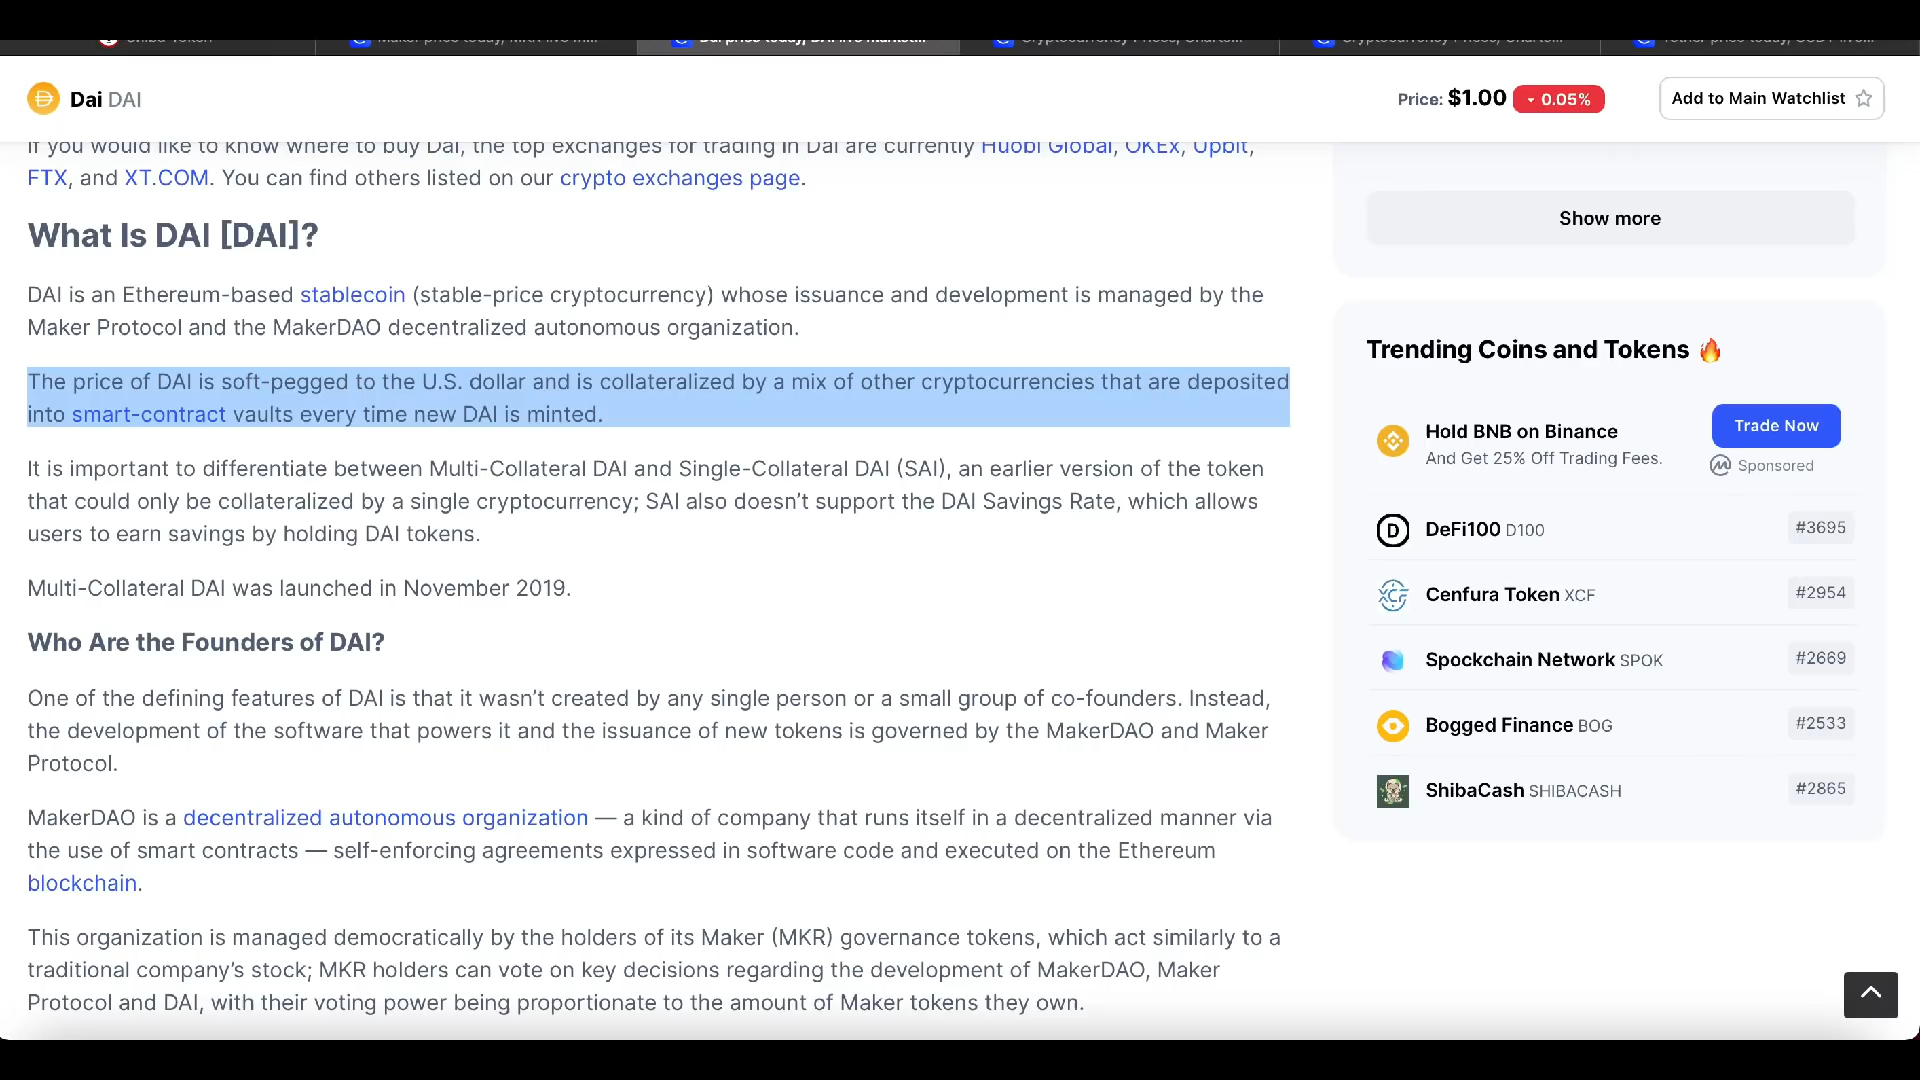 Dai DAI
Price: $1.00 0.05%
Add to Main Watchlist
If you would like to know where to buy Dai, the top exchanges for trading in Dai are currently Huobi Global, OKEx, Upbit,
FTX, and XT.COM. You can find others listed on our crypto exchanges page.
What Is DAI [DAI]?
DAI is an Ethereum-based stablecoin (stable-price cryptocurrency) whose issuance and development is managed by the
Maker Protocol and the MakerDAO decentralized autonomous organization.
The price of DAI is soft-pegged to the U.S. dollar and is collateralized by a mix of other cryptocurrencies that are deposited
into smart-contract vaults every time new DAI is minted.
It is important to differentiate between Multi-Collateral DAI and Single-Collateral DAI (SAI), an earlier version of the token
that could only be collateralized by a single cryptocurrency; SAI also doesn’t support the DAI Savings Rate, which allows
users to earn savings by holding DAI tokens.
Multi-Collateral DAI was launched in November 2019.
Who Are the Founders of DAI?
One of the defining features of DAI is that it wasn’t created by any single person or a small group of co-founders. Instead,
the development of the software that powers it and the issuance of new tokens is governed by the MakerDAO and Maker
Protocol.
MakerDAO is a decentralized autonomous organization — a kind of company that runs itself in a decentralized manner via
the use of smart contracts — self-enforcing agreements expressed in software code and executed on the Ethereum
blockchain.
This organization is managed democratically by the holders of its Maker (MKR) governance tokens, which act similarly to a
traditional company’s stock; MKR holders can vote on key decisions regarding the development of MakerDAO, Maker
Protocol and DAI, with their voting power being proportionate to the amount of Maker tokens they own.
Show more
Trending Coins and Tokens
Hold BNB on Binance
And Get 25% Off Trading Fees.
Trade Now
Sponsored
DeFi100 D100 #3695
Cenfura Token XCF #2954
Spockchain Network SPOK #2669
Bogged Finance BOG #2533
ShibaCash SHIBACASH #2865